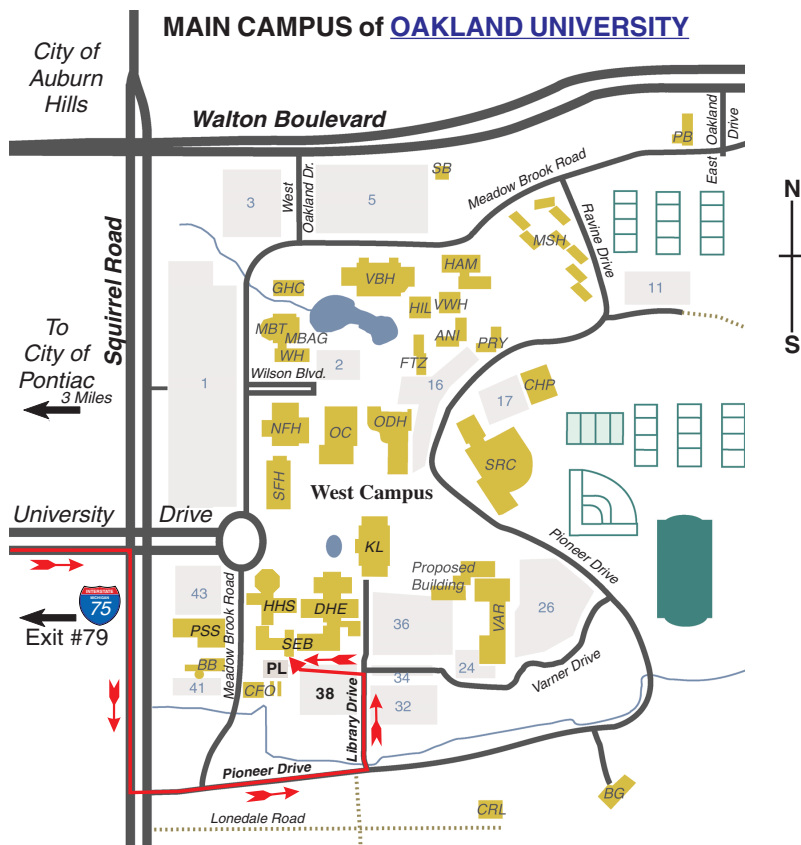 MAIN CAMPUS of OAKLAND UNIVERSITY
City of
Auburn
Hills
Walton Boulevard
East Oakland
Drive
PB
SB
Meadow Brook Road
West
Oakland Dr.
3
5
N
S
Ravine Drive
MSH
Squirrel Road
HAM
VBH
GHC
HIL
VWH
11
To
City of
Pontiac
3 Miles
MBT
MBAG
WH
ANI
PRY
FTZ
Wilson Blvd.
2
16
1
17
CHP
NFH
OC
ODH
SRC
SFH
West Campus
University Drive
KL
Pioneer Drive
Proposed
Building
INTERSTATE
MICHIGAN
75
Exit #79
43
HHS
DHE
36
VAR
26
PSS
SEB
Meadow Brook Road
BB
PL
24
Varner Drive
41
CFO
38
34
32
Library Drive
Pioneer Drive
BG
CRL
Lonedale Road